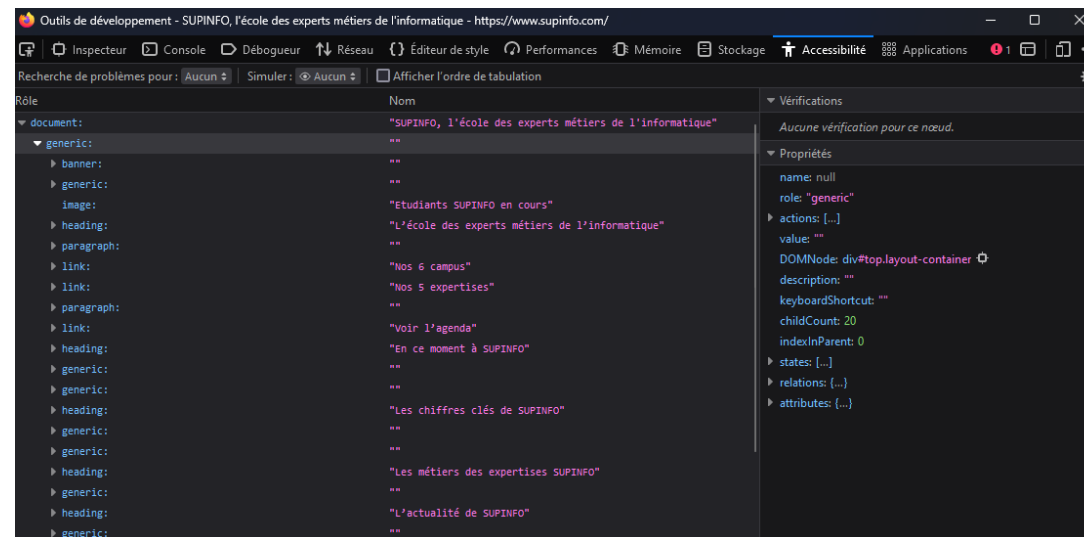 Outils de développement - SUPINFO, l'école des experts métiers de l'informatique - https://www.supinfo.com/
Inspecteur Console Débogueur Réseau Éditeur de style Performances Mémoire Stockage Accessibilité Applications 1
Recherche de problèmes pour : Aucun Simuler : Aucun Afficher l'ordre de tabulation
Rôle Nom
document: "SUPINFO, l'école des experts métiers de l'informatique"
generic: ""
banner: ""
generic: ""
image: "Etudiants SUPINFO en cours"
heading: "L’école des experts métiers de l’informatique"
paragraph: ""
link: "Nos 6 campus"
link: "Nos 5 expertises"
paragraph: ""
link: "Voir l’agenda"
heading: "En ce moment à SUPINFO"
generic: ""
generic: ""
heading: "Les chiffres clés de SUPINFO"
generic: ""
generic: ""
heading: "Les métiers des expertises SUPINFO"
generic: ""
heading: "L’actualité de SUPINFO"
generic: ""
Vérifications
Aucune vérification pour ce nœud.
Propriétés
name: null
role: "generic"
actions: […]
value: ""
DOMNode: div#top.layout-container
description: ""
keyboardShortcut: ""
childCount: 20
indexInParent: 0
states: […]
relations: {…}
attributes: {…}